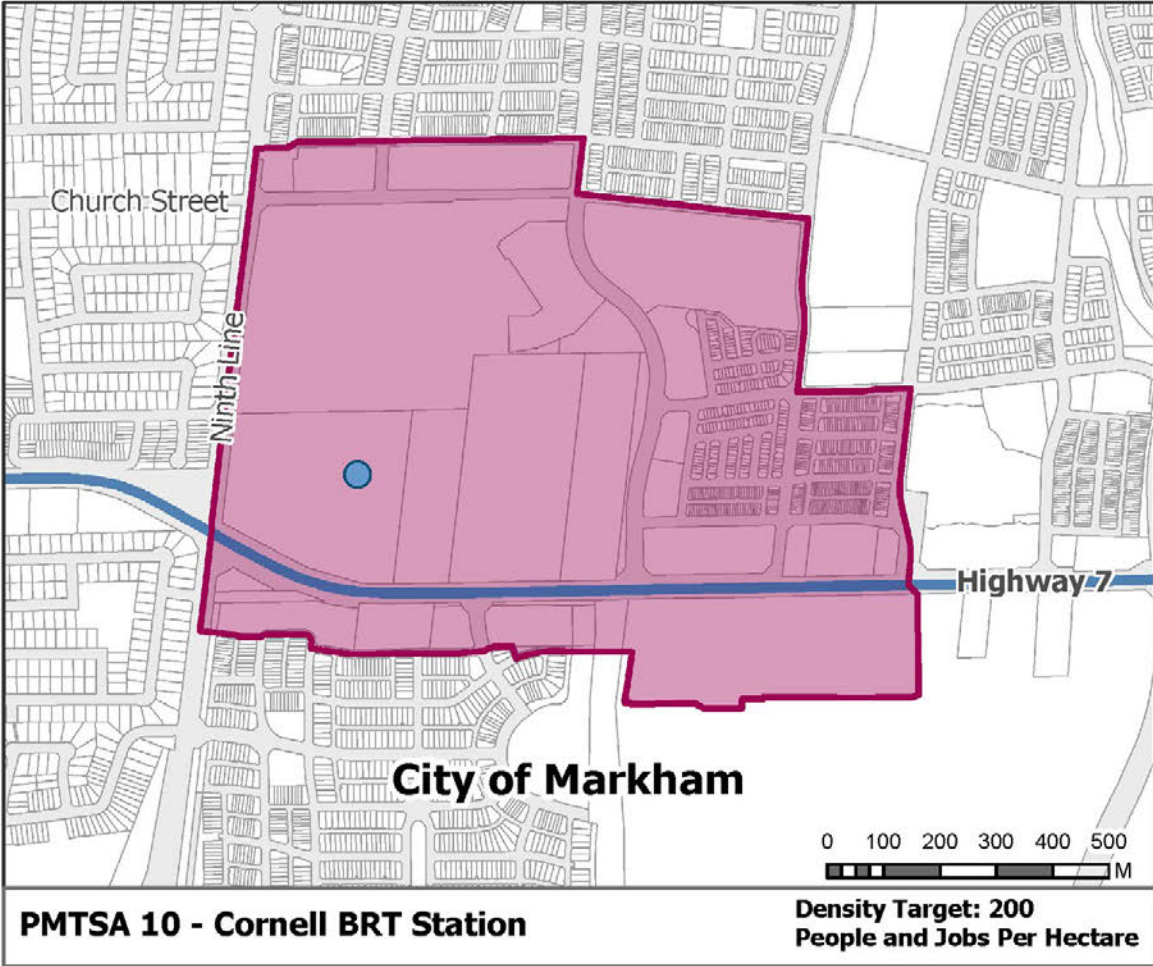 Church Street
Ninth Line
Highway 7
City of Markham
0 100 200 300 400 500
M
PMTSA 10 - Cornell BRT Station
Density Target: 200
People and Jobs Per Hectare